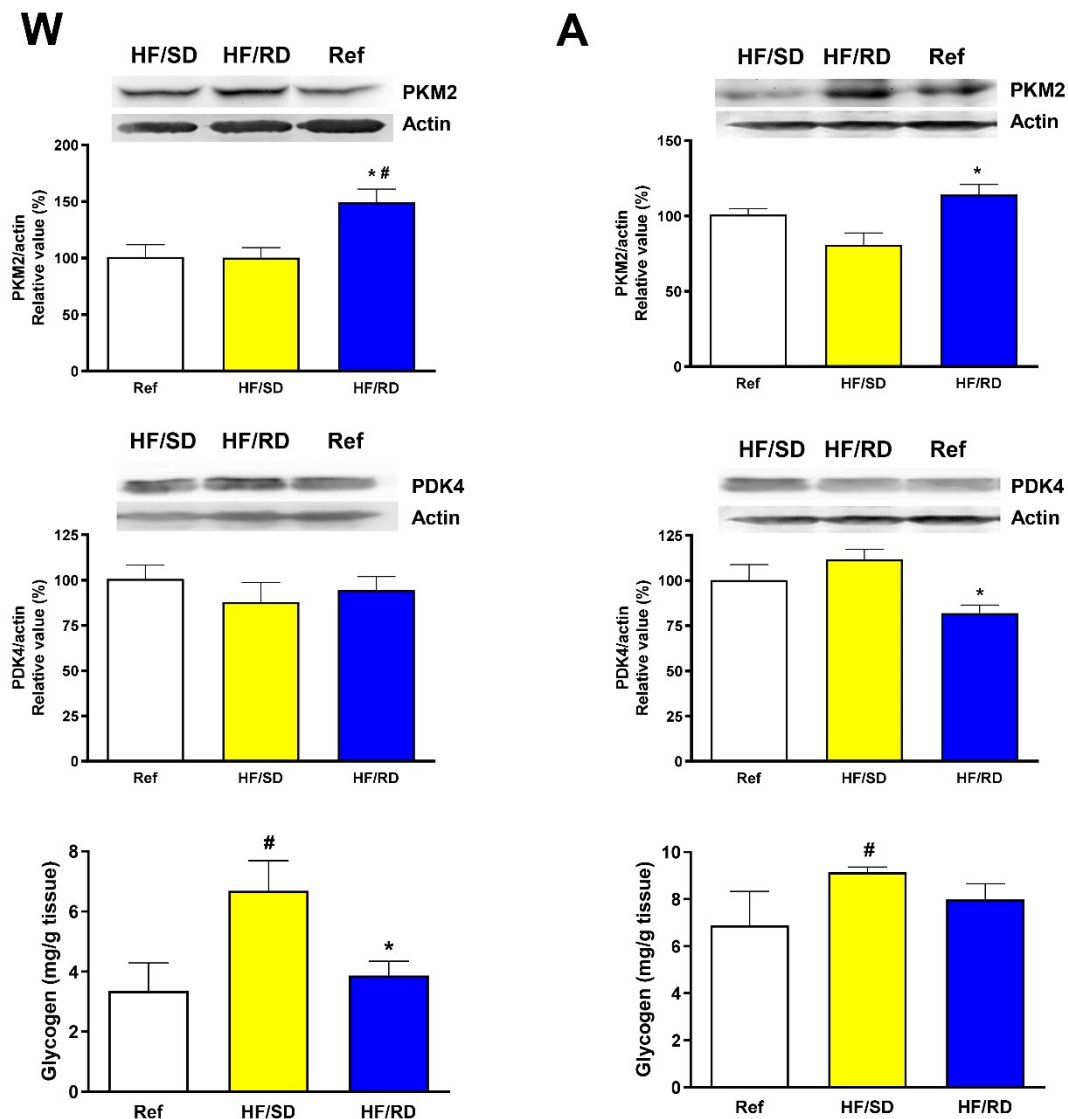 W
HF/SD HF/RD Ref
PKM2
Actin
200
150
100
50
0
PKM2/actin
Relative value (%)
* #
Ref HF/SD HF/RD
A
HF/SD HF/RD Ref
PKM2
Actin
150
100
50
0
PKM2/actin
Relative value (%)
*
Ref HF/SD HF/RD
HF/SD HF/RD Ref
PDK4
Actin
125
100
75
50
25
0
PDK4/actin
Relative value (%)
Ref HF/SD HF/RD
HF/SD HF/RD Ref
PDK4
Actin
125
100
75
50
25
0
PDK4/actin
Relative value (%)
*
Ref HF/SD HF/RD
8
6
4
2
0
Glycogen (mg/g tissue)
#
*
Ref HF/SD HF/RD
10
8
6
4
2
0
Glycogen (mg/g tissue)
#
Ref HF/SD HF/RD